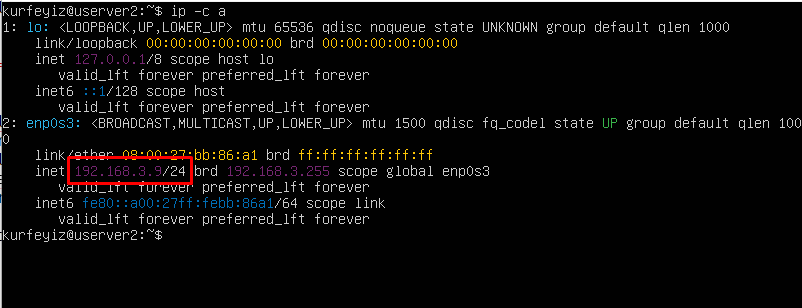 kurfeyiz@userver2:~$ ip -c a
1: lo: <LOOPBACK,UP,LOWER_UP> mtu 65536 qdisc noqueue state UNKNOWN group default qlen 1000
link/loopback 00:00:00:00:00:00 brd 00:00:00:00:00:00
inet 127.0.0.1/8 scope host lo
valid_lft forever preferred_lft forever
inet6 ::1/128 scope host
valid_lft forever preferred_lft forever
2: enp0s3: <BROADCAST,MULTICAST,UP,LOWER_UP> mtu 1500 qdisc fq_codel state UP group default qlen 100
0
link/ether 08:00:27:bb:86:a1 brd ff:ff:ff:ff:ff:ff
inet 192.168.3.9/24 brd 192.168.3.255 scope global enp0s3
valid_lft forever preferred_lft forever
inet6 fe80::a00:27ff:febb:86a1/64 scope link
valid_lft forever preferred_lft forever
kurfeyiz@userver2:~$